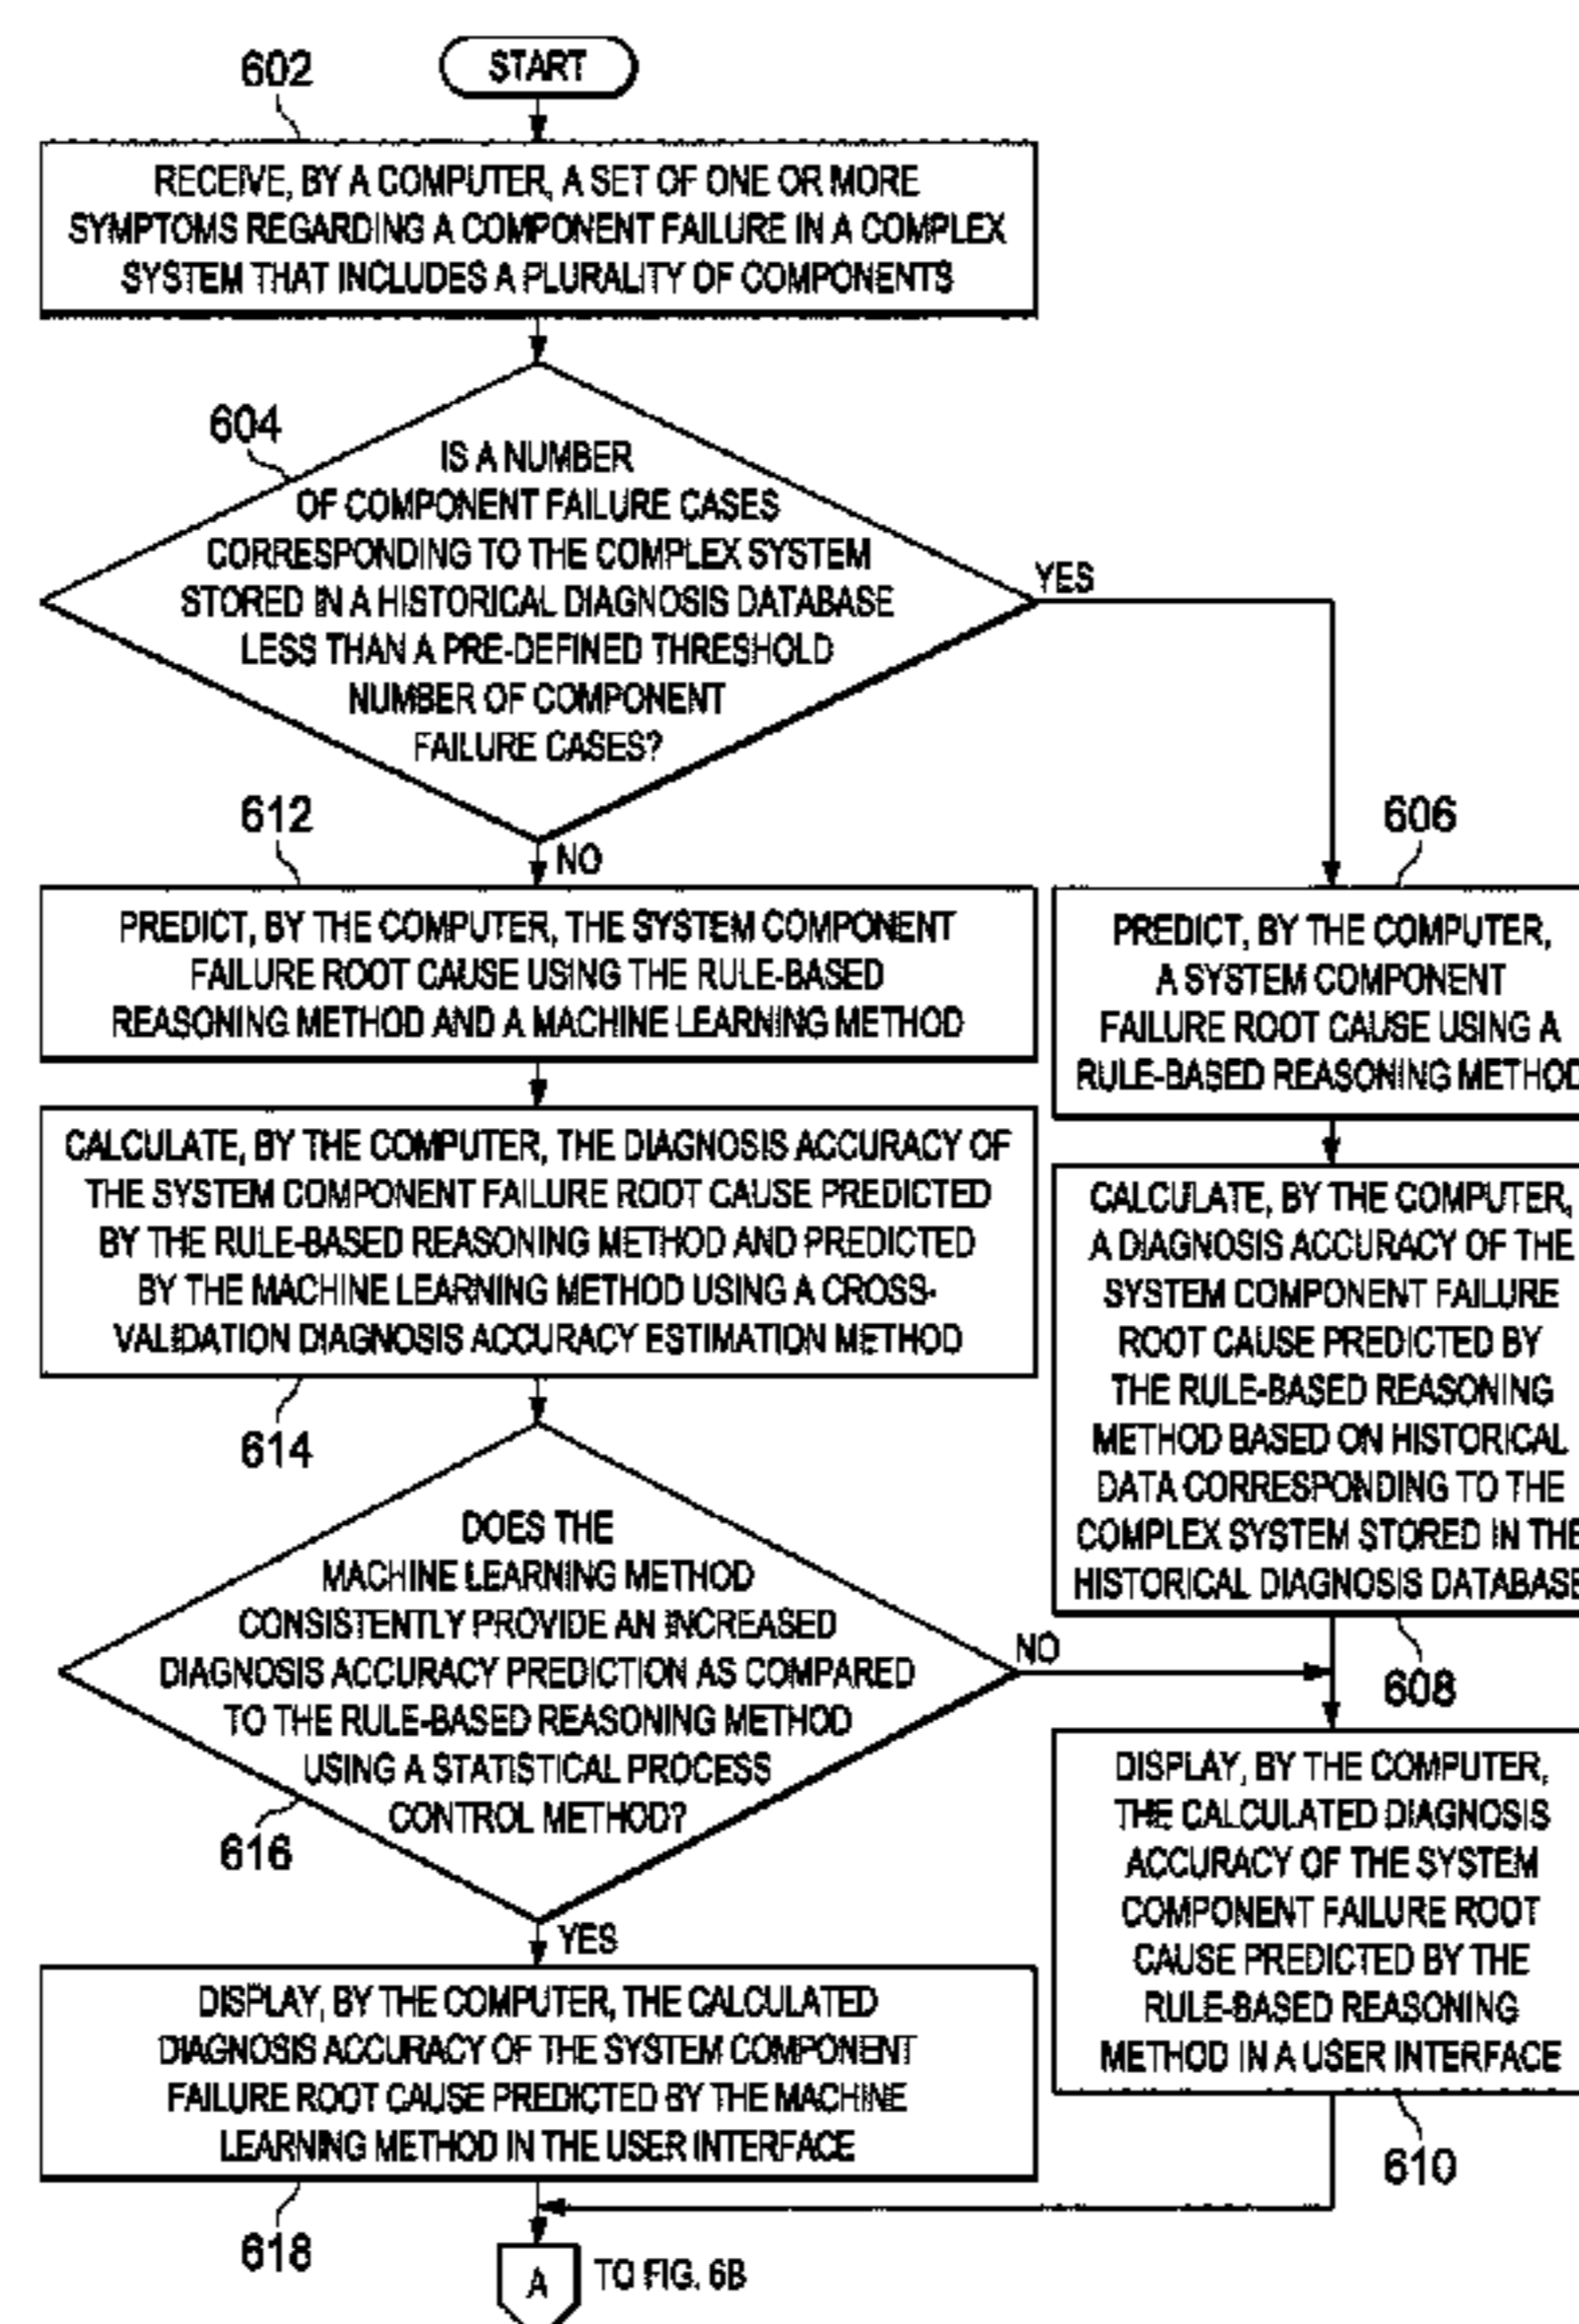 START
602
RECEIVE, BY A COMPUTER, A SET OF ONE OR MORE
SYMPTOMS REGARDING A COMPONENT FAILURE IN A COMPLEX
SYSTEM THAT INCLUDES A PLURALITY OF COMPONENTS
604
IS A NUMBER
OF COMPONENT FAILURE CASES
CORRESPONDING TO THE COMPLEX SYSTEM
STORED IN A HISTORICAL DIAGNOSIS DATABASE
LESS THAN A PRE-DEFINED THRESHOLD
NUMBER OF COMPONENT
FAILURE CASES?
YES
NO
612
PREDICT, BY THE COMPUTER, THE SYSTEM COMPONENT
FAILURE ROOT CAUSE USING THE RULE-BASED
REASONING METHOD AND A MACHINE LEARNING METHOD
606
PREDICT, BY THE COMPUTER,
A SYSTEM COMPONENT
FAILURE ROOT CAUSE USING A
RULE-BASED REASONING METHOD
CALCULATE, BY THE COMPUTER, THE DIAGNOSIS ACCURACY OF
THE SYSTEM COMPONENT FAILURE ROOT CAUSE PREDICTED
BY THE RULE-BASED REASONING METHOD AND PREDICTED
BY THE MACHINE LEARNING METHOD USING A CROSS-
VALIDATION DIAGNOSIS ACCURACY ESTIMATION METHOD
614
CALCULATE, BY THE COMPUTER,
A DIAGNOSIS ACCURACY OF THE
SYSTEM COMPONENT FAILURE
ROOT CAUSE PREDICTED BY
THE RULE-BASED REASONING
METHOD BASED ON HISTORICAL
DATA CORRESPONDING TO THE
COMPLEX SYSTEM STORED IN THE
HISTORICAL DIAGNOSIS DATABASE
608
DOES THE
MACHINE LEARNING METHOD
CONSISTENTLY PROVIDE AN INCREASED
DIAGNOSIS ACCURACY PREDICTION AS COMPARED
TO THE RULE-BASED REASONING METHOD
USING A STATISTICAL PROCESS
CONTROL METHOD?
616
NO
YES
DISPLAY, BY THE COMPUTER,
THE CALCULATED DIAGNOSIS
ACCURACY OF THE SYSTEM
COMPONENT FAILURE ROOT
CAUSE PREDICTED BY THE
RULE-BASED REASONING
METHOD IN A USER INTERFACE
610
DISPLAY, BY THE COMPUTER, THE CALCULATED
DIAGNOSIS ACCURACY OF THE SYSTEM COMPONENT
FAILURE ROOT CAUSE PREDICTED BY THE MACHINE
LEARNING METHOD IN THE USER INTERFACE
618
A
TO FIG. 6B